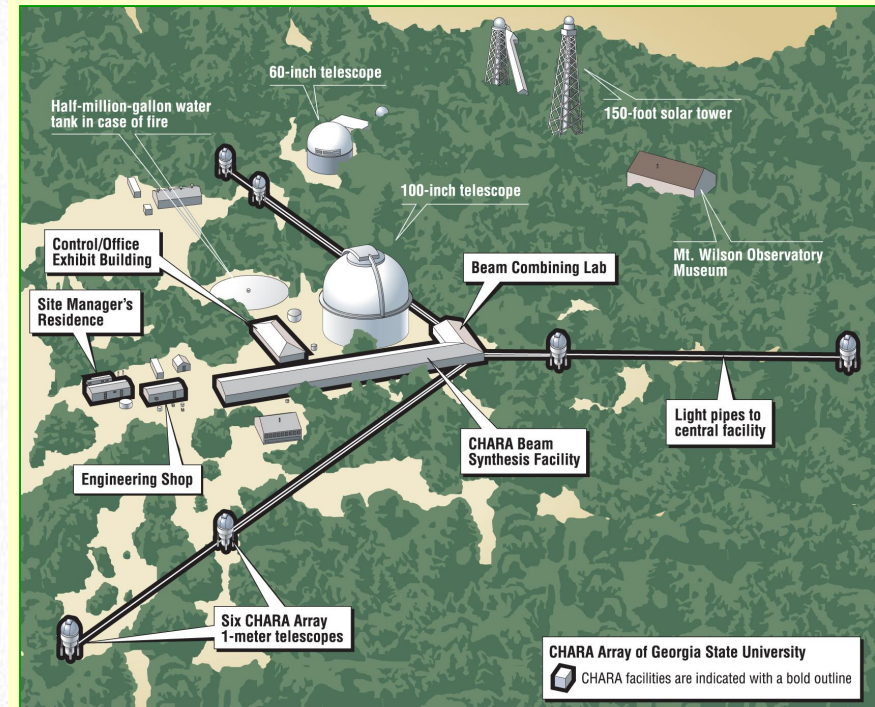 60-inch telescope
Half-million-gallon water
tank in case of fire
150-foot solar tower
100-inch telescope
Control/Office
Exhibit Building
Beam Combining Lab
Mt. Wilson Observatory
Museum
Site Manager's
Residence
Light pipes to
central facility
CHARA Beam
Synthesis Facility
Engineering Shop
Six CHARA Array
1-meter telescopes
CHARA Array of Georgia State University
CHARA facilities are indicated with a bold outline